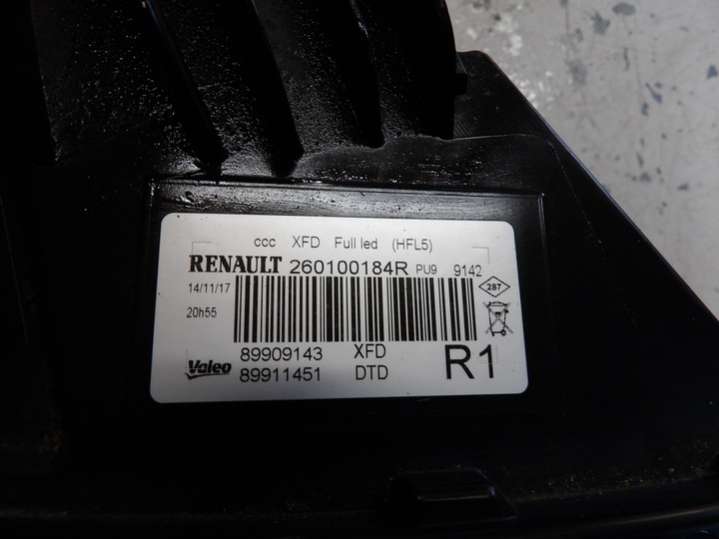 ccc XFD Full led (HFL5)
RENAULT 260100184R PU9 9142
14/11/17
287
20h55
89909143 XFD
Valeo 89911451 DTD
R1